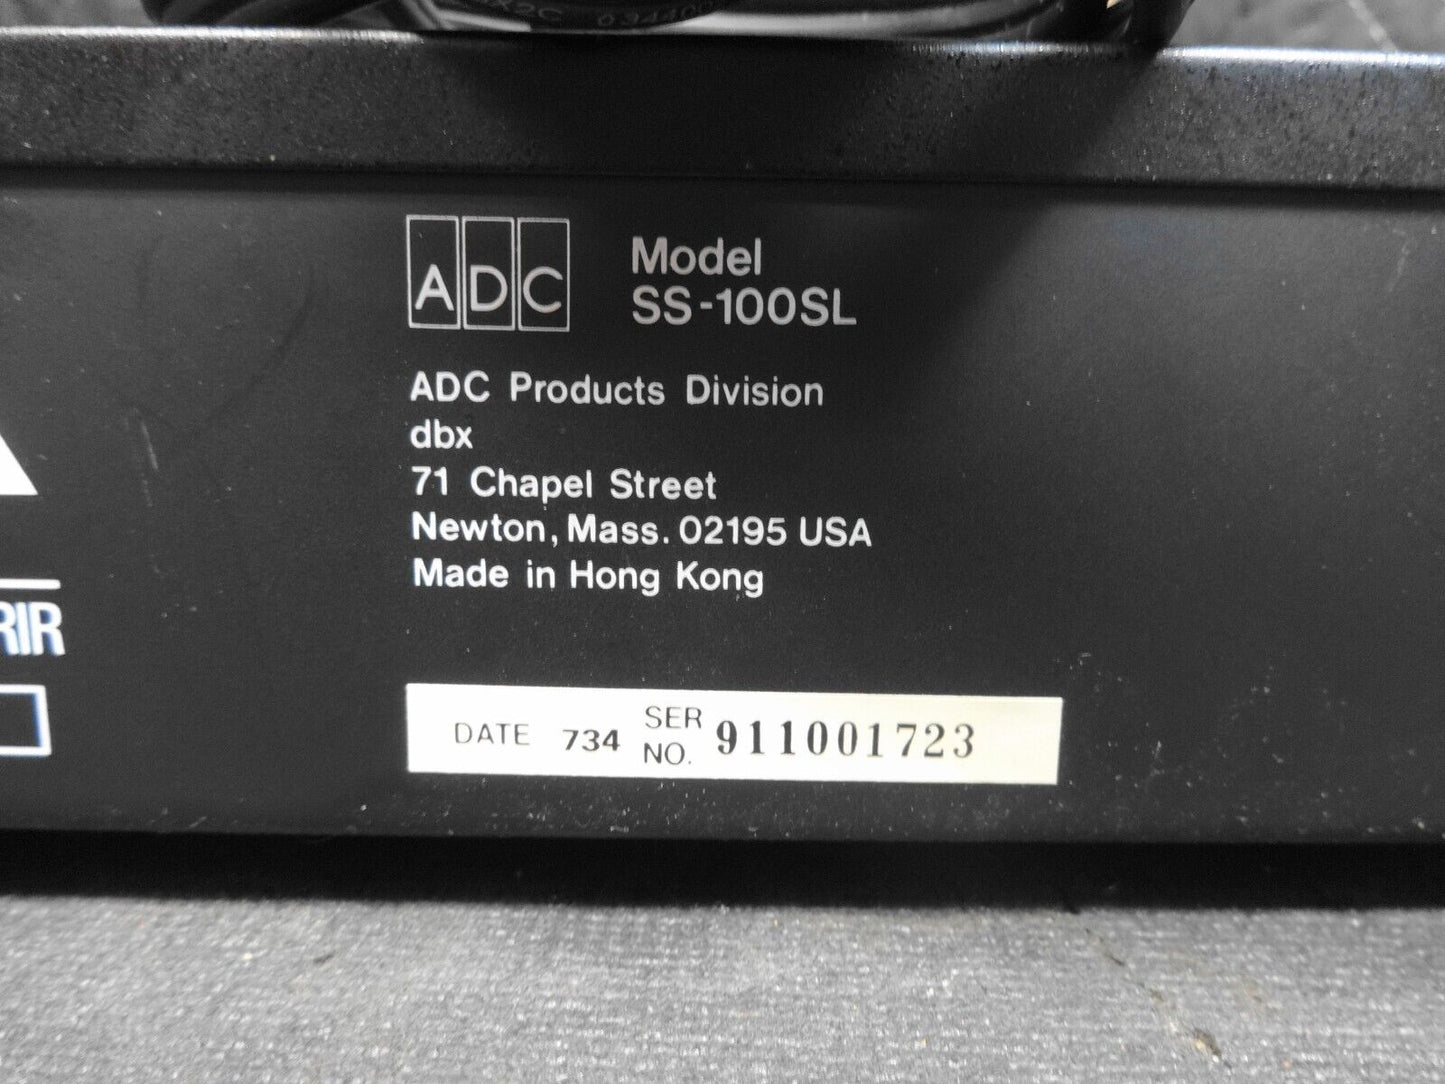 ADC
Model
SS-100SL
ADC Products Division
dbx
71 Chapel Street
Newton, Mass. 02195 USA
Made in Hong Kong
RIR
DATE 734 SER NO. 911001723